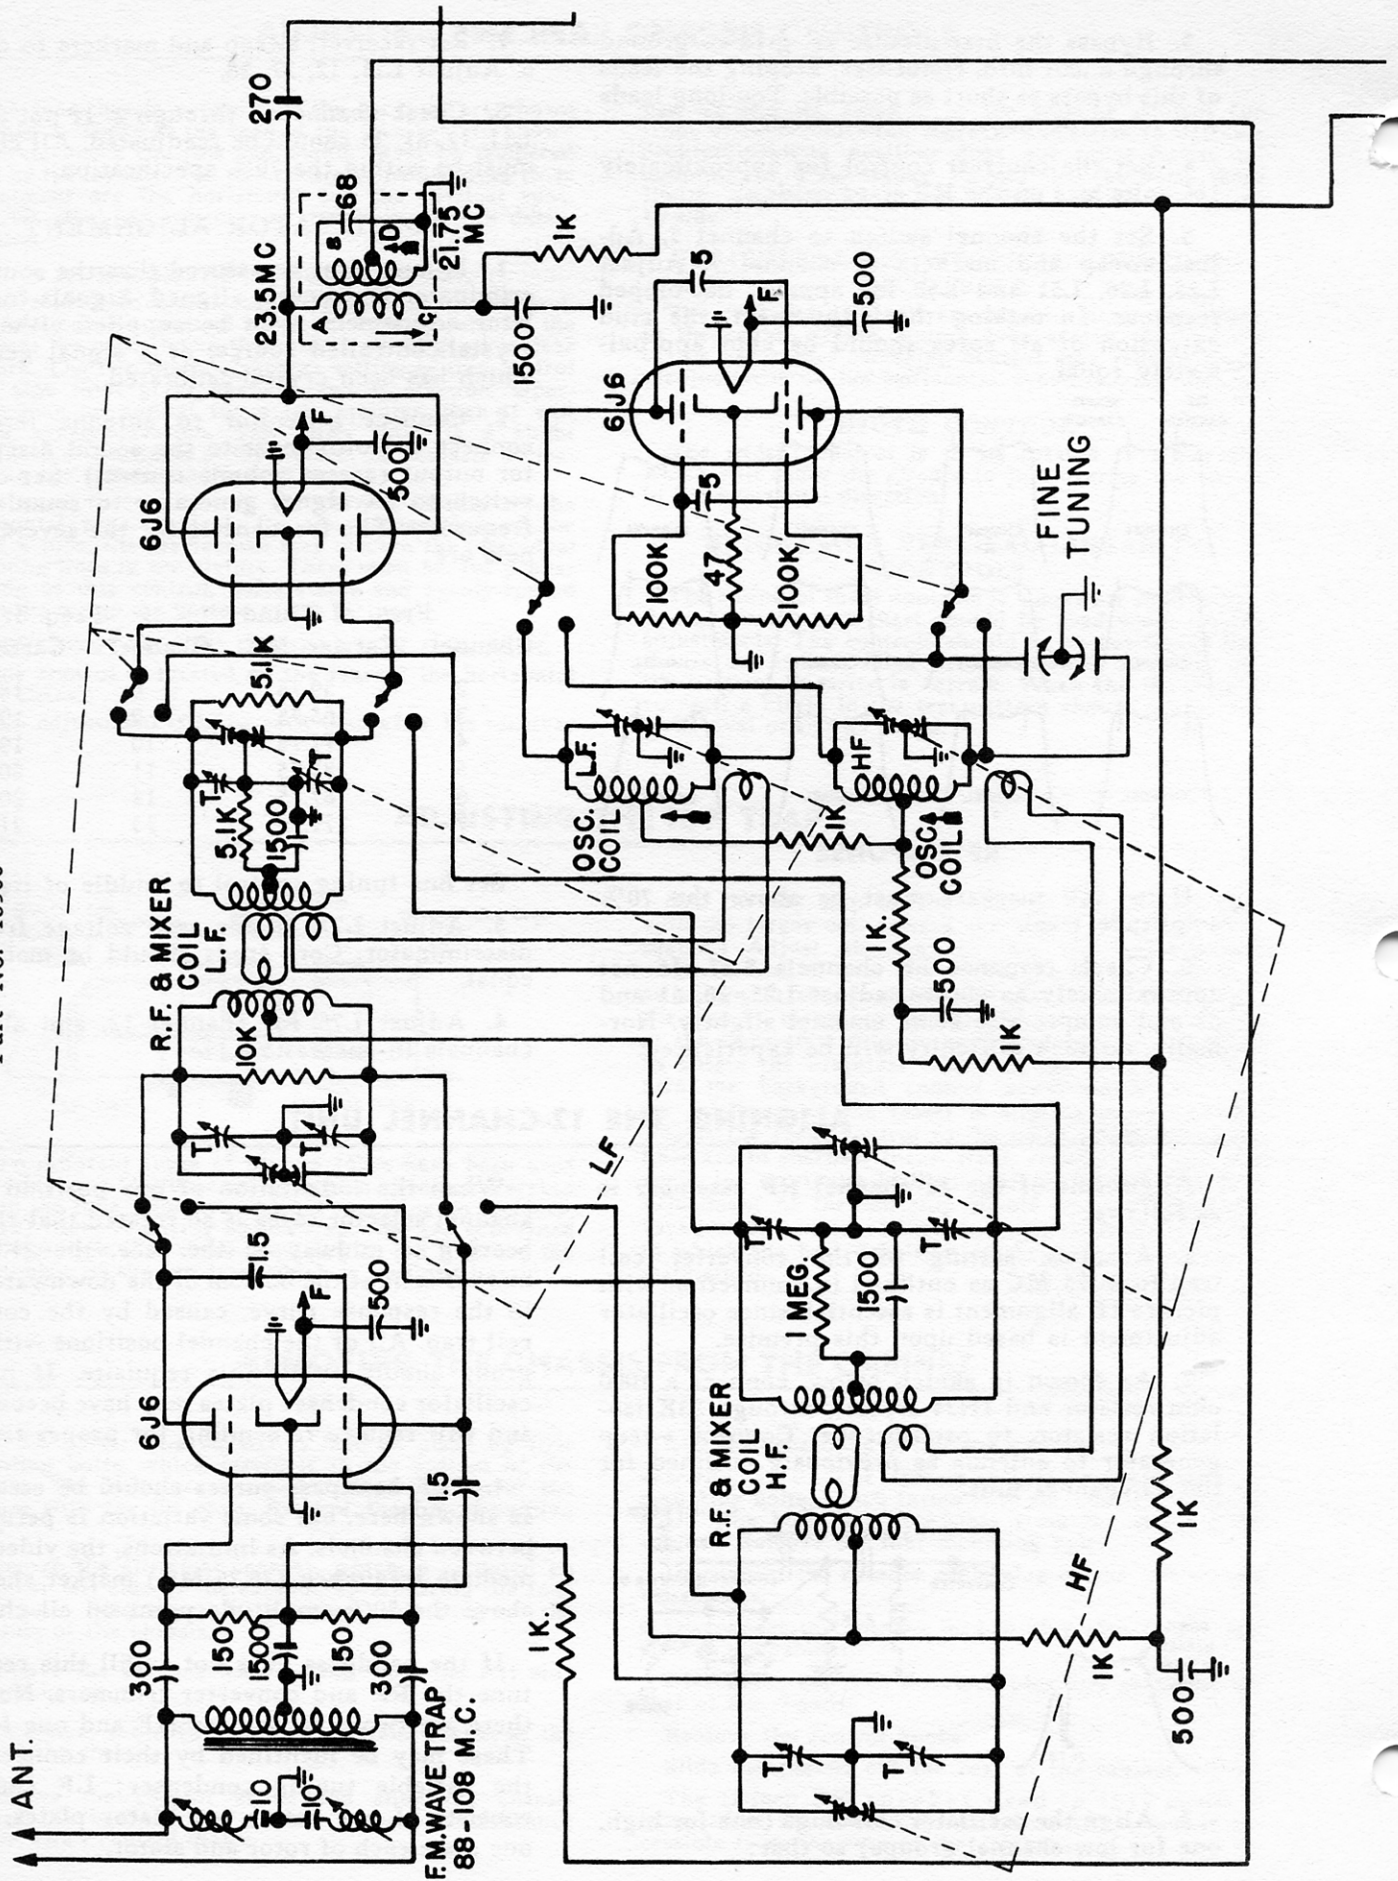 ANT.
F.M. WAVE TRAP
88-108 M.C.
10
10
300
150
1500
150
300
1K.
1.5
6J6
1.5
F
500
R.F. & MIXER
COIL
L.F.
10K
T
T
5.1K
1500
T
T
5.1K
6J6
F
500
23.5MC
270
A
C
B
68
D
21.75
MC
1500
1K
LF
OSC.
COIL
L.F.
1K
OSC.
COIL
HF
1K.
500
1K
6J6
5
5
F
500
100K
47
100K
FINE
TUNING
R.F. & MIXER
COIL
H.F.
1 MEG.
1500
T
T
T
T
HF
1K
1K
500